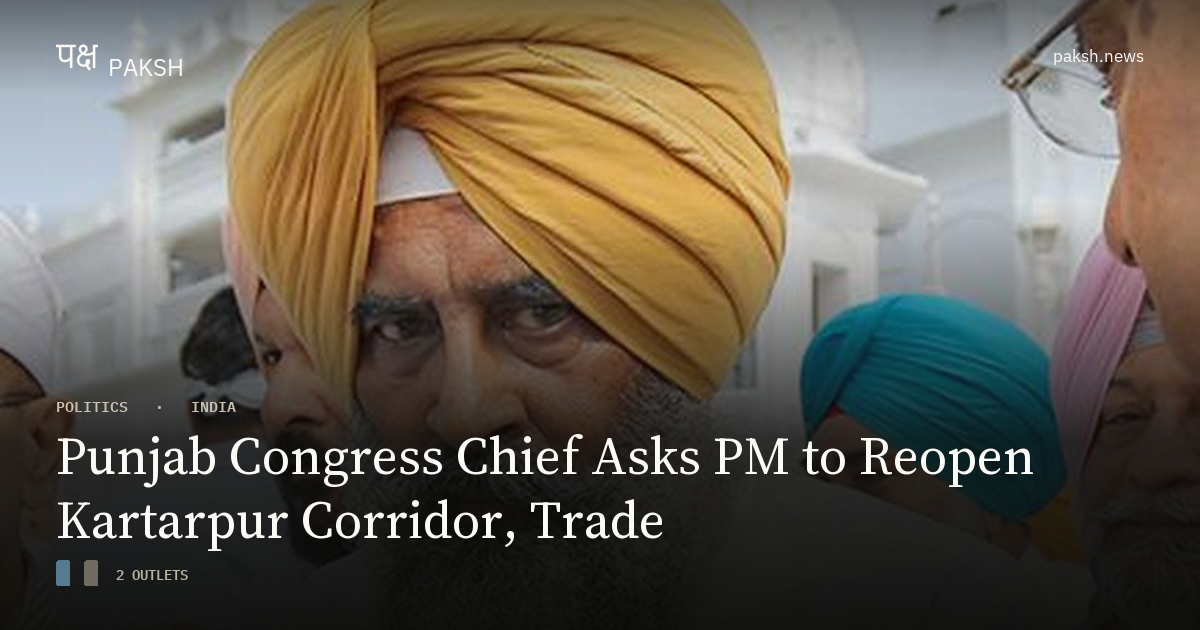 पक्ष PAKSH
paksh.news
POLITICS · INDIA
Punjab Congress Chief Asks PM to Reopen
Kartarpur Corridor, Trade
2 OUTLETS